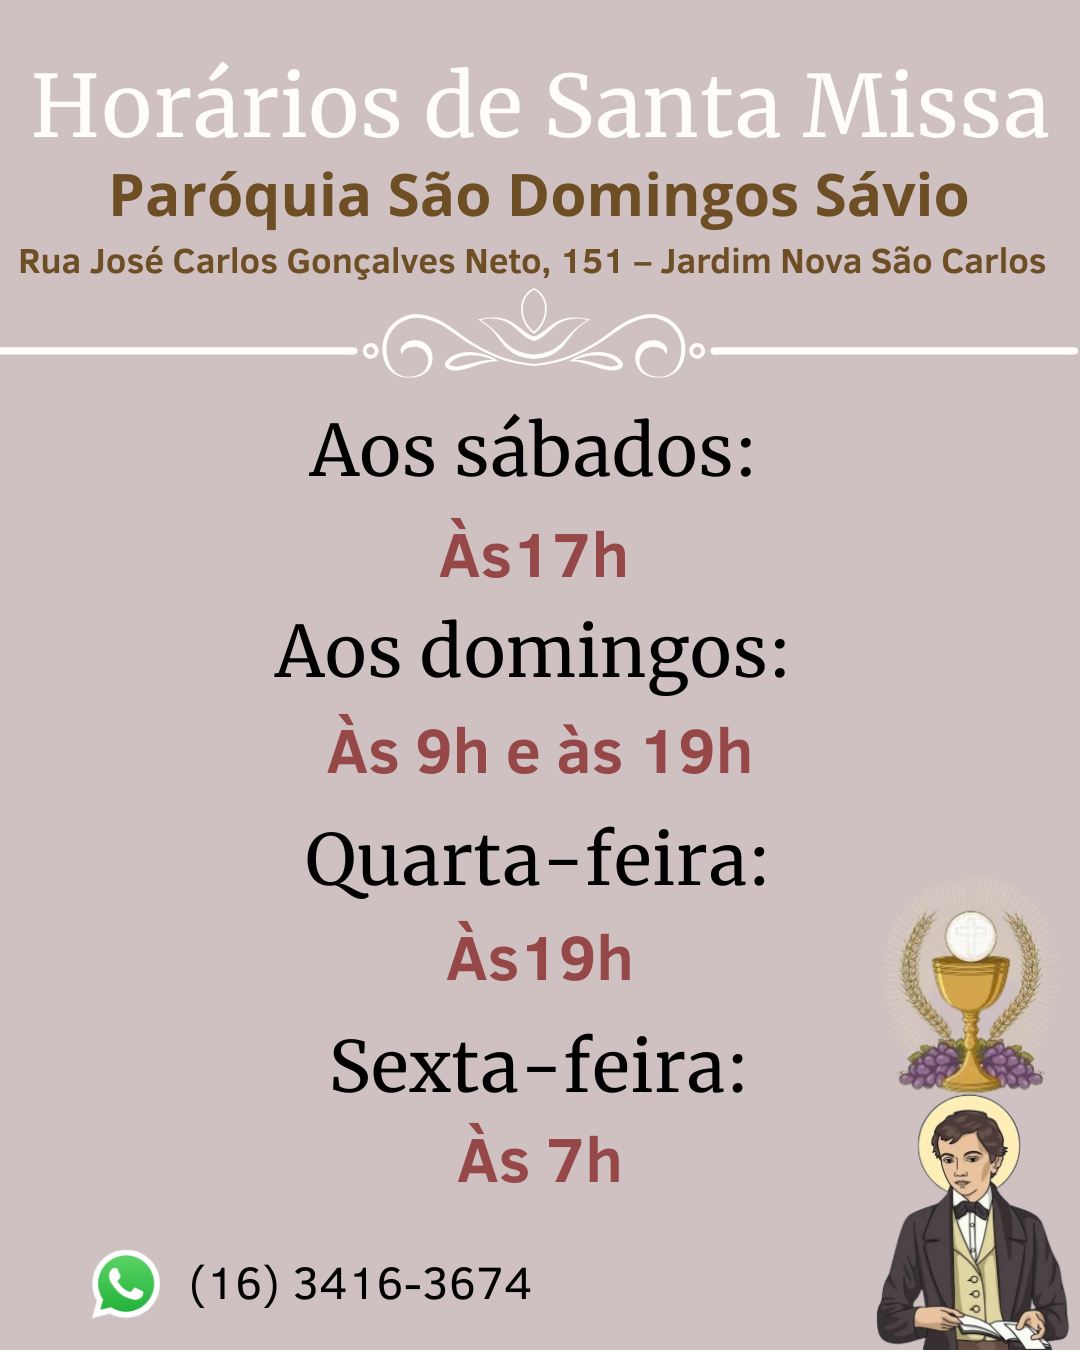 Horários de Santa Missa
Paróquia São Domingos Sávio
Rua José Carlos Gonçalves Neto, 151 – Jardim Nova São Carlos
Aos sábados:
Às17h
Aos domingos:
Às 9h e às 19h
Quarta-feira:
Às19h
Sexta-feira:
Às 7h
(16) 3416-3674